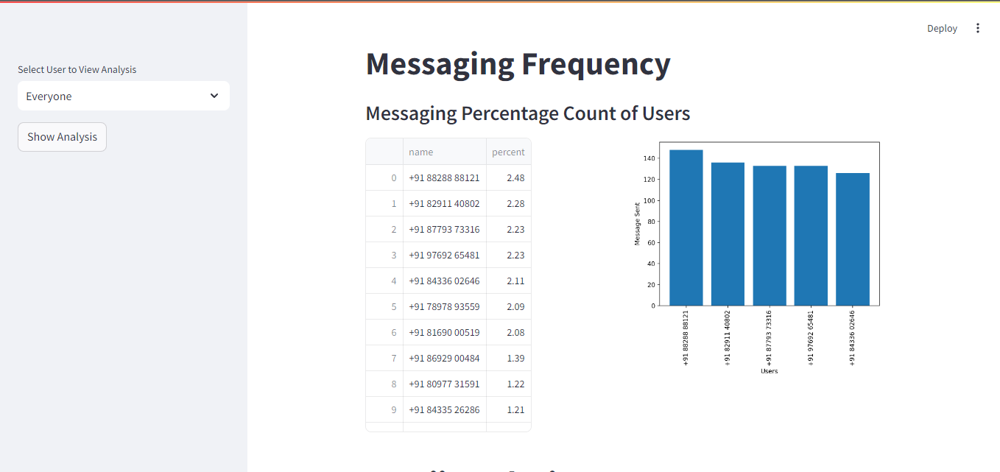 Deploy
Select User to View Analysis
Everyone
Show Analysis
Messaging Frequency
Messaging Percentage Count of Users
name percent
0 +91 88288 88121 2.48
1 +91 82911 40802 2.28
2 +91 87793 73316 2.23
3 +91 97692 65481 2.23
4 +91 84336 02646 2.11
5 +91 78978 93559 2.09
6 +91 81690 00519 2.08
7 +91 86929 00484 1.39
8 +91 80977 31591 1.22
9 +91 84335 26286 1.21
Message Sent
140
120
100
80
60
40
20
0
+91 88288 88121
+91 82911 40802
+91 87793 73316
+91 97692 65481
+91 84336 02646
Users